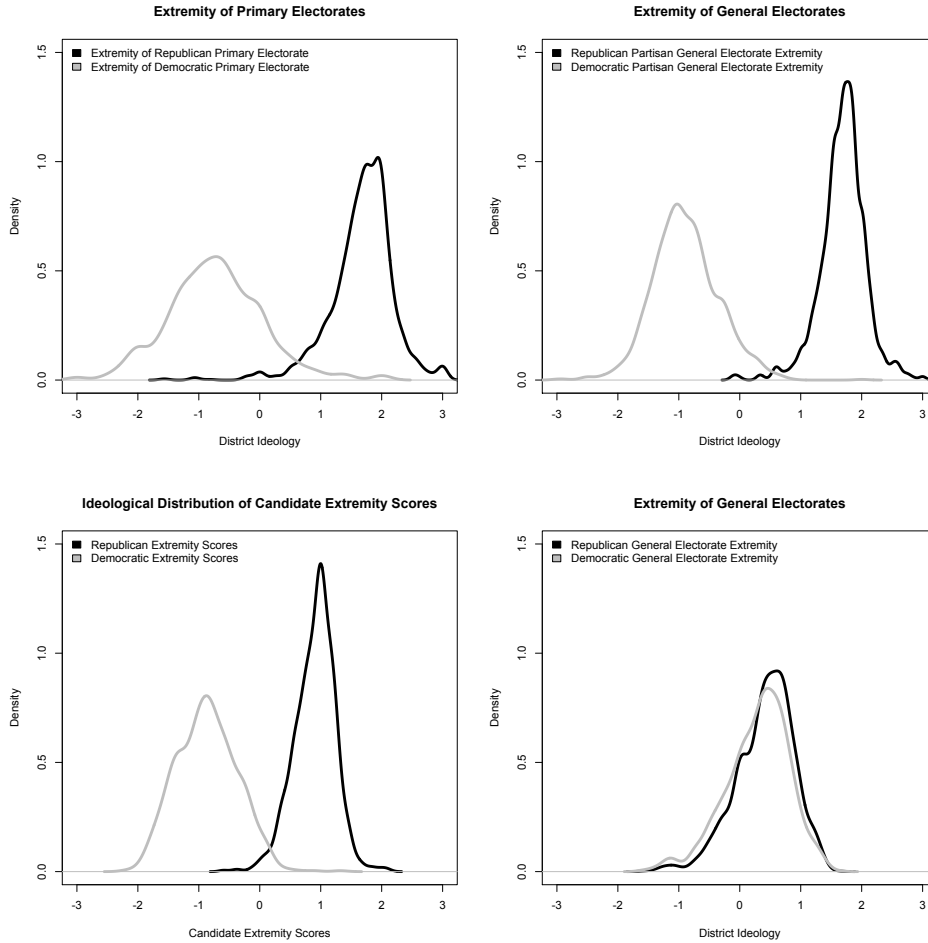 Extremity of Primary Electorates
Extremity of Republican Primary Electorate
Extremity of Democratic Primary Electorate
1.5
1.0
0.5
0.0
Density
-3 -2 -1 0 1 2 3
District Ideology
Extremity of General Electorates
Republican Partisan General Electorate Extremity
Democratic Partisan General Electorate Extremity
1.5
1.0
0.5
0.0
Density
-3 -2 -1 0 1 2 3
District Ideology
Ideological Distribution of Candidate Extremity Scores
Republican Extremity Scores
Democratic Extremity Scores
1.5
1.0
0.5
0.0
Density
-3 -2 -1 0 1 2 3
Candidate Extremity Scores
Extremity of General Electorates
Republican General Electorate Extremity
Democratic General Electorate Extremity
1.5
1.0
0.5
0.0
Density
-3 -2 -1 0 1 2 3
District Ideology